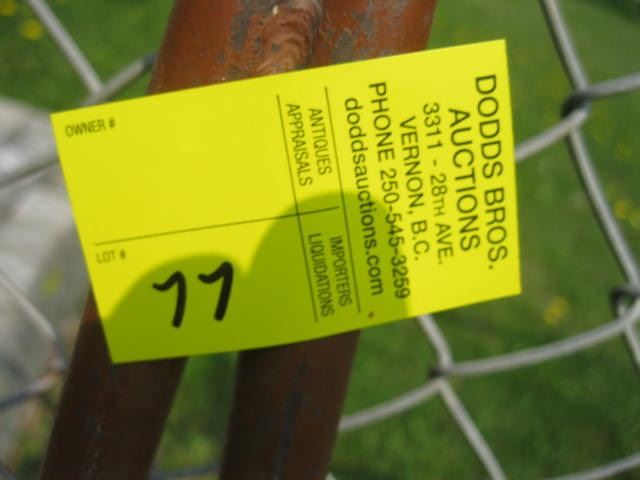 DODDS BROS.
AUCTIONS
3311 - 28TH AVE.
VERNON, B.C.
PHONE 250-545-3259
doddsauctions.com
ANTIQUES
APPRAISALS
IMPORTERS
LIQUIDATIONS
OWNER #
LOT #
77